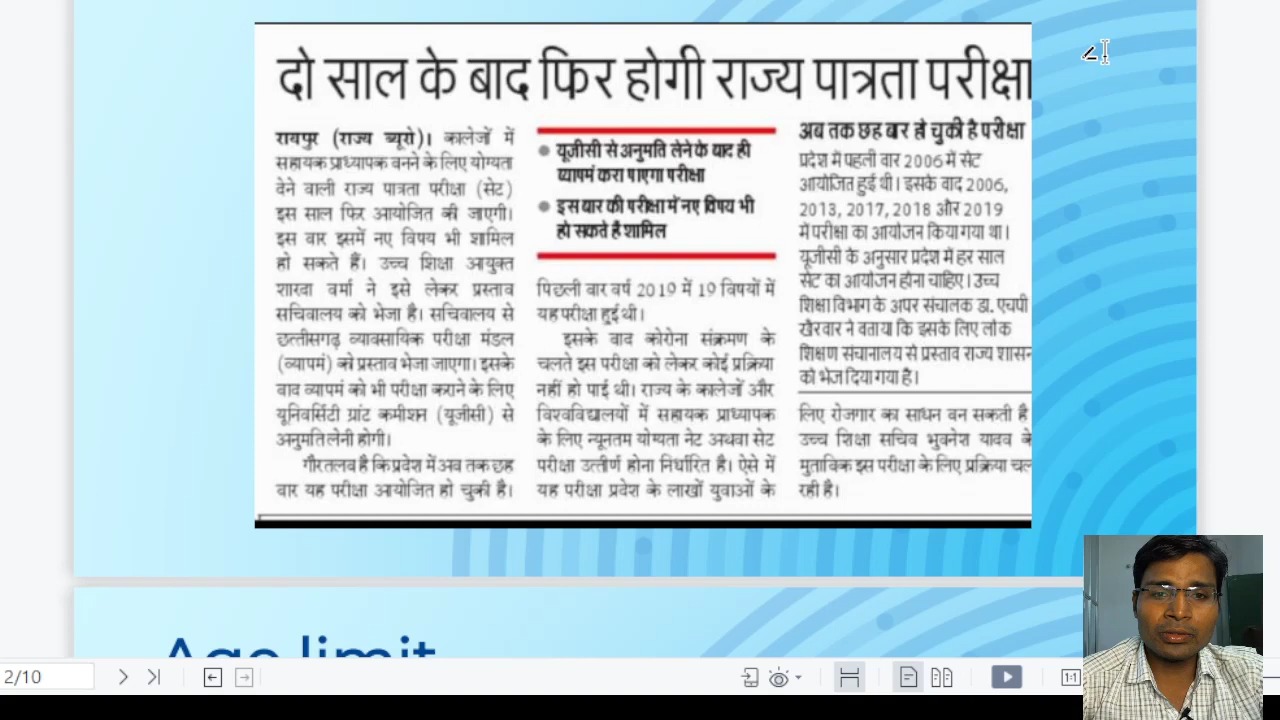 दो साल के बाद फिर होगी राज्य पात्रता परीक्षा
रायपुर (राज्य ब्यूरो)। कालेजों में
सहायक प्राध्यापक बनने के लिए योग्यता
देने वाली राज्य पात्रता परीक्षा (सेट)
इस साल फिर आयोजित की जाएगी।
इस बार इसमें नए विषय भी शामिल
हो सकते हैं। उच्च शिक्षा आयुक्त
शारदा वर्मा ने इसे लेकर प्रस्ताव
सचिवालय को भेजा है। सचिवालय से
छत्तीसगढ़ व्यावसायिक परीक्षा मंडल
(व्यापमं) को प्रस्ताव भेजा जाएगा। इसके
बाद व्यापमं को भी परीक्षा कराने के लिए
यूनिवर्सिटी ग्रांट कमीशन (यूजीसी) से
अनुमति लेनी होगी।
गौरतलब है कि प्रदेश में अब तक छह
बार यह परीक्षा आयोजित हो चुकी है।
यूजीसी से अनुमति लेने के बाद ही
व्यापमं करा पाएगा परीक्षा
इस बार की परीक्षा में नए विषय भी
हो सकते हैं शामिल
पिछली बार वर्ष 2019 में 19 विषयों में
यह परीक्षा हुई थी।
इसके बाद कोरोना संक्रमण के
चलते इस परीक्षा को लेकर कोई प्रक्रिया
नहीं हो पाई थी। राज्य के कालेजों और
विश्वविद्यालयों में सहायक प्राध्यापक
के लिए न्यूनतम योग्यता नेट अथवा सेट
परीक्षा उत्तीर्ण होना निर्धारित है। ऐसे में
यह परीक्षा प्रदेश के लाखों युवाओं के
अब तक छह बार हो चुकी है परीक्षा
प्रदेश में पहली बार 2006 में सेट
आयोजित हुई थी। इसके बाद 2006,
2013, 2017, 2018 और 2019
में परीक्षा का आयोजन किया गया था।
यूजीसी के अनुसार प्रदेश में हर साल
सेट का आयोजन होना चाहिए। उच्च
शिक्षा विभाग के अपर संचालक डा. एचपी
खैरवार ने बताया कि इसके लिए लोक
शिक्षण संचानालय से प्रस्ताव राज्य शासन
को भेज दिया गया है।
लिए रोजगार का साधन बन सकती है
उच्च शिक्षा सचिव भुवनेश यादव के
मुताबिक इस परीक्षा के लिए प्रक्रिया चल
रही है।
Age limit
2/10
1:1